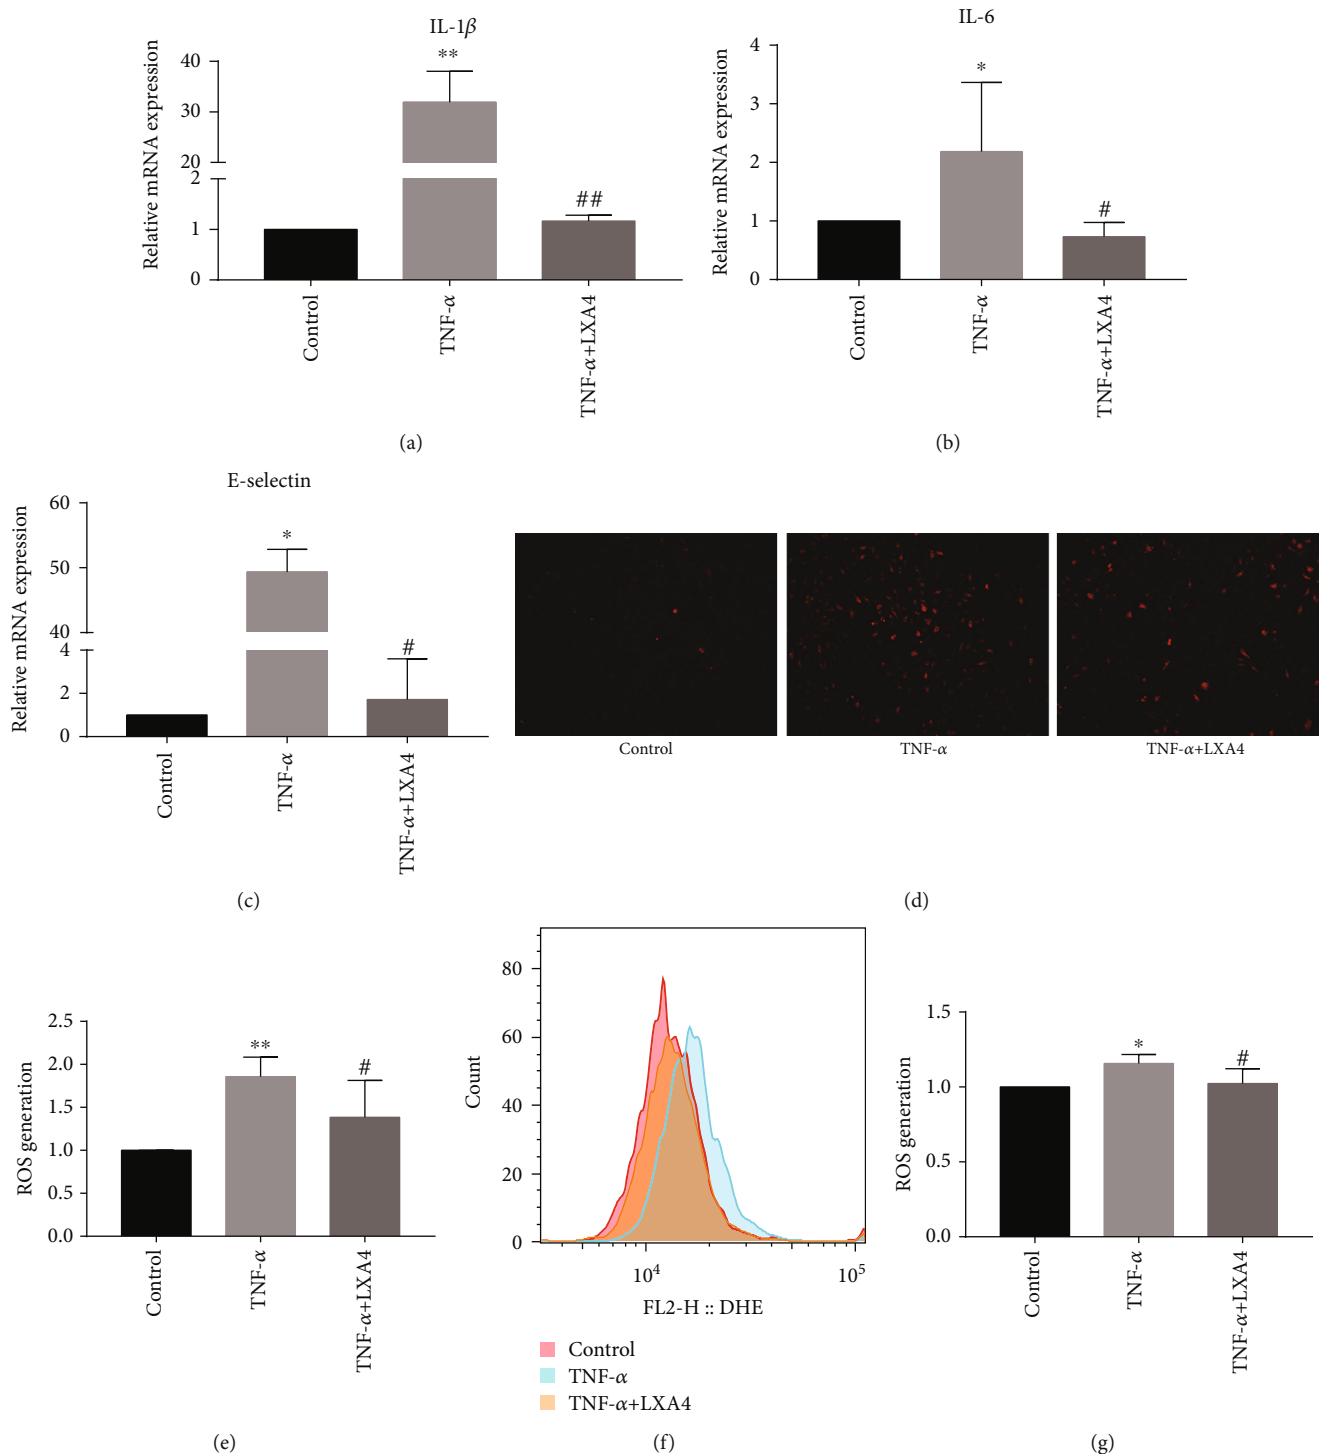 IL-1β
Relative mRNA expression
40
30
20
2
1
0
**
##
Control
TNF-α
TNF-α+LXA4
(a)
IL-6
Relative mRNA expression
4
3
2
1
0
*
#
Control
TNF-α
TNF-α+LXA4
(b)
E-selectin
Relative mRNA expression
60
50
40
4
2
0
*
#
Control
TNF-α
TNF-α+LXA4
(c)
Control
TNF-α
TNF-α+LXA4
(d)
ROS generation
2.5
2.0
1.5
1.0
0.5
0.0
**
#
Control
TNF-α
TNF-α+LXA4
(e)
Count
80
60
40
20
0
10⁴
10⁵
FL2-H :: DHE
Control
TNF-α
TNF-α+LXA4
(f)
ROS generation
1.5
1.0
0.5
0.0
*
#
Control
TNF-α
TNF-α+LXA4
(g)